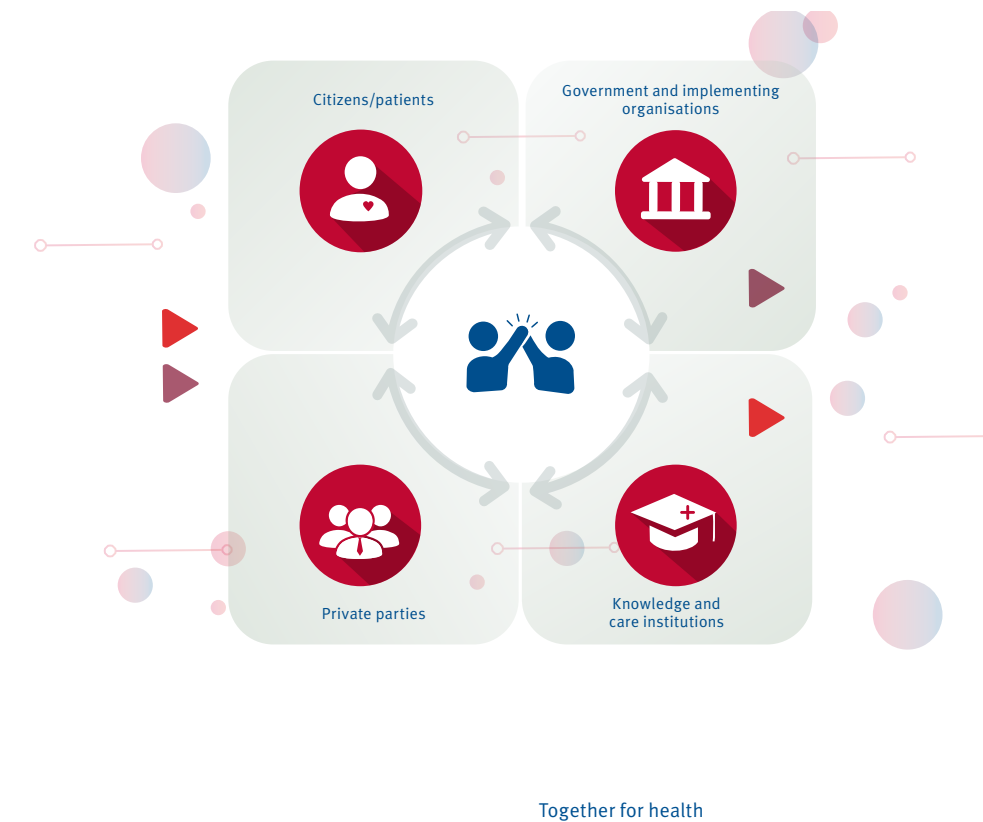 Citizens/patients
Government and implementing
organisations
Private parties
Knowledge and
care institutions
Together for health